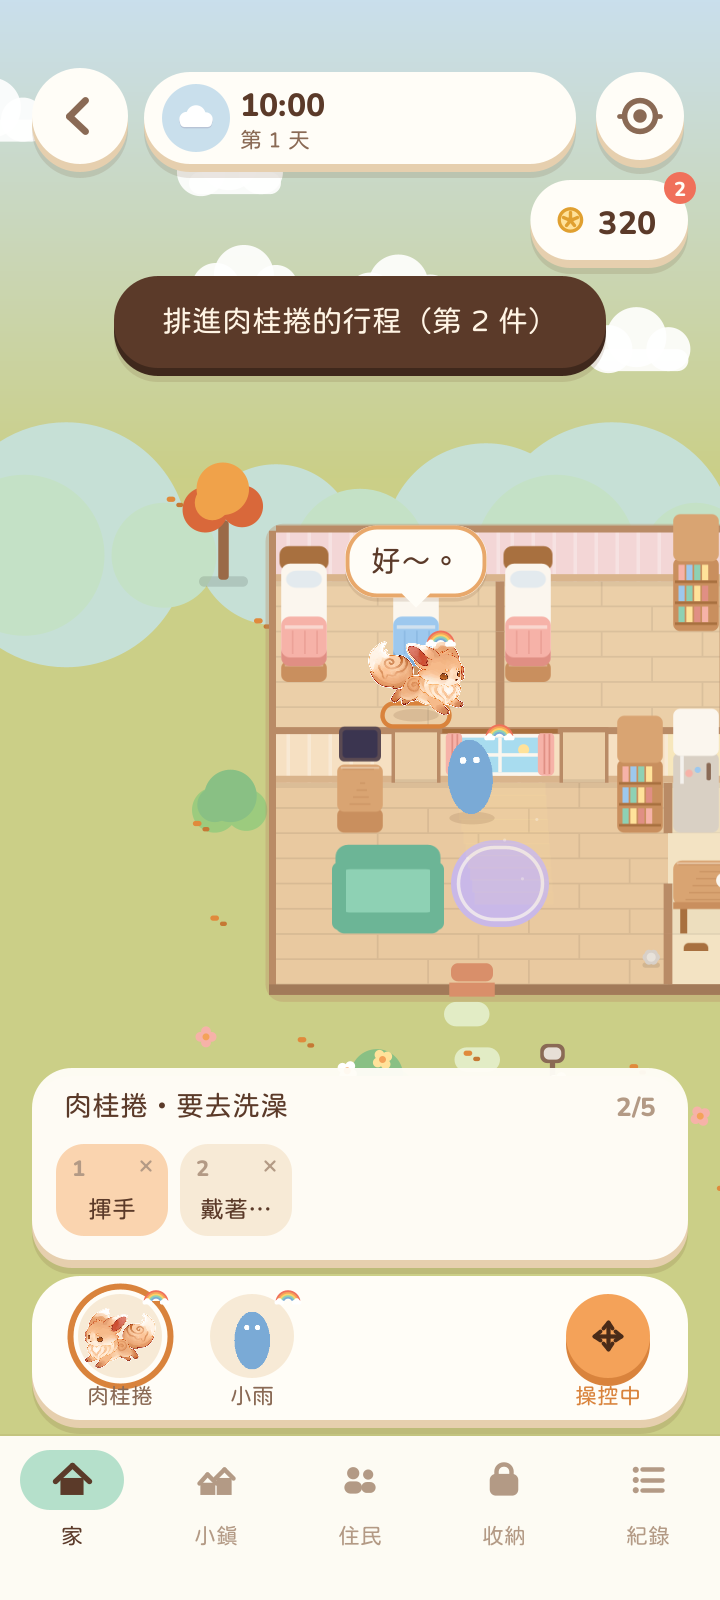 10:00
第 1 天
2
320
排進肉桂捲的行程（第 2 件）
好～。
肉桂捲・要去洗澡
2/5
1 ×
2 ×
揮手
戴著⋯
肉桂捲
小雨
操控中
家
小鎮
住民
收納
紀錄